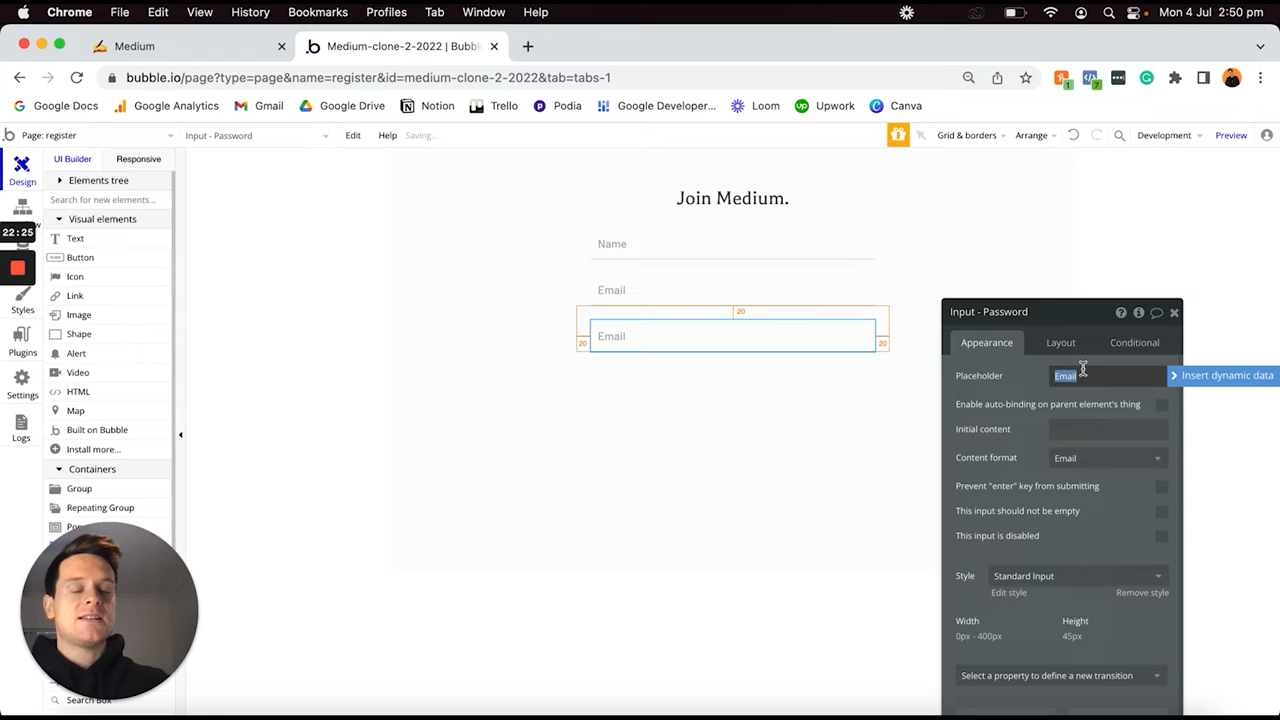 Chrome File Edit View History Bookmarks Profiles Tab Window Help Mon 4 Jul 2:50 pm
Medium
Medium-clone-2-2022 | Bubbl
bubble.io/page?type=page&name=register&id=medium-clone-2-2022&tab=tabs-1
1 7
Google Docs Google Analytics Gmail Google Drive Notion Trello Podia Google Developer... Loom Upwork Canva
Page: register Input - Password Edit Help Saving... Grid & borders Arrange Development Preview
Design
UI Builder Responsive
Elements tree
Search for new elements...
Visual elements
Text
Button
Icon
Link
Image
Shape
Alert
Video
HTML
Map
Built on Bubble
Install more...
Containers
Group
Repeating Group
22:25
Styles
Plugins
Settings
Logs
Search Box
Join Medium.
Name
Email
20
Email
20 20
Input - Password
Appearance Layout Conditional
Placeholder Email Insert dynamic data
Enable auto-binding on parent element's thing
Initial content
Content format Email
Prevent "enter" key from submitting
This input should not be empty
This input is disabled
Style Standard Input
Edit style Remove style
Width Height
0px - 400px 45px
Select a property to define a new transition